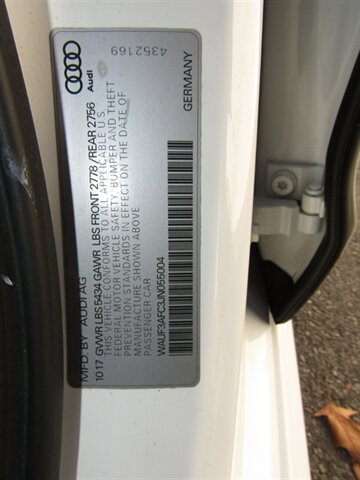 MFD. BY AUDI AG
10 17 GVWR LBS 5434 GAWR LBS FRONT 2778 / REAR 2756
THIS VEHICLE CONFORMS TO ALL APPLICABLE U.S.
FEDERAL MOTOR VEHICLE SAFETY, BUMPER AND THEFT
PREVENTION STANDARDS IN EFFECT ON THE DATE OF
MANUFACTURE SHOWN ABOVE
PASSENGER CAR
WAUF3AFC3JN055004
GERMANY
Audi
4352169